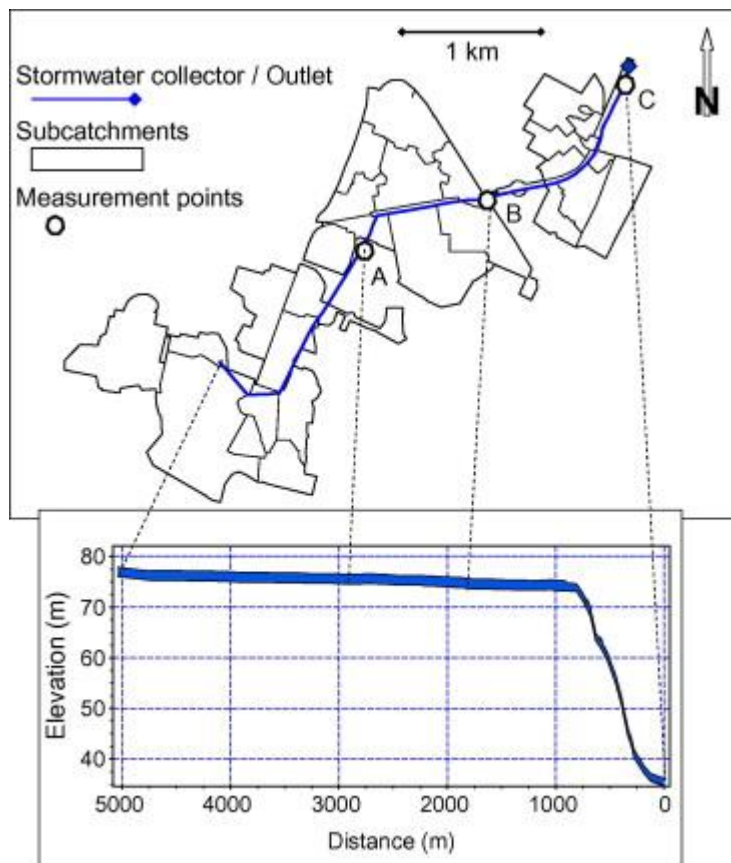 1 km
Stormwater collector / Outlet
Subcatchments
Measurement points
N
C
B
A
80
70
60
50
40
Elevation (m)
5000 4000 3000 2000 1000 0
Distance (m)